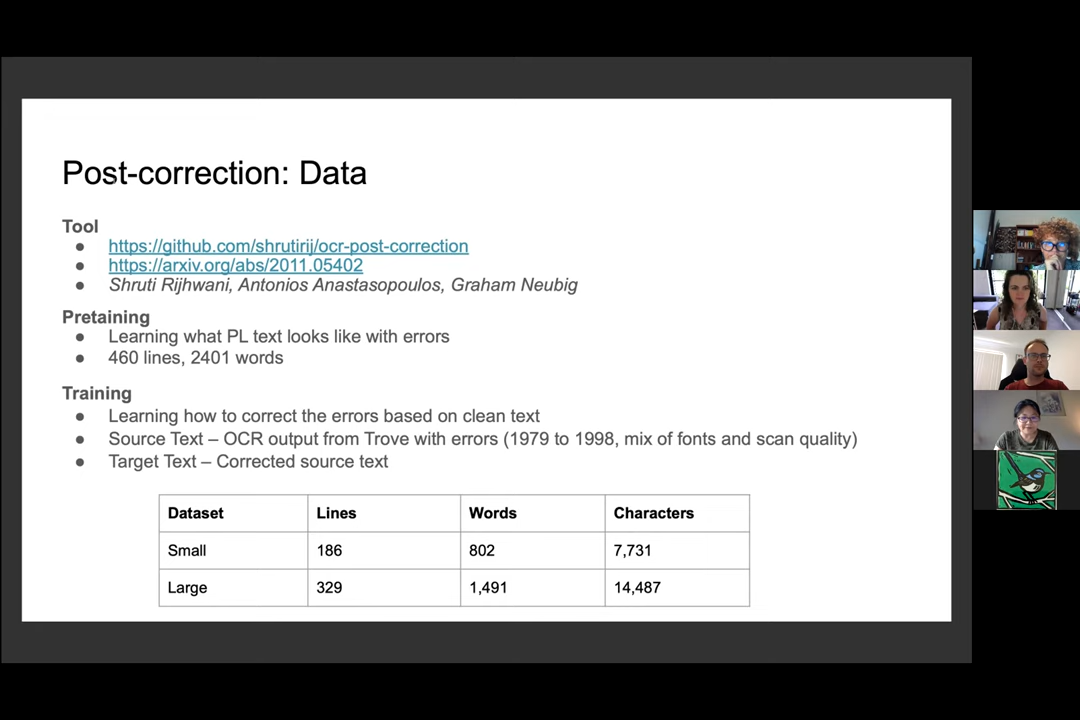 Post-correction: Data
Tool
● https://github.com/shrutirij/ocr-post-correction
● https://arxiv.org/abs/2011.05402
● Shruti Rijhwani, Antonios Anastasopoulos, Graham Neubig
Pretaining
● Learning what PL text looks like with errors
● 460 lines, 2401 words
Training
● Learning how to correct the errors based on clean text
● Source Text – OCR output from Trove with errors (1979 to 1998, mix of fonts and scan quality)
● Target Text – Corrected source text
Dataset Lines Words Characters
Small 186 802 7,731
Large 329 1,491 14,487